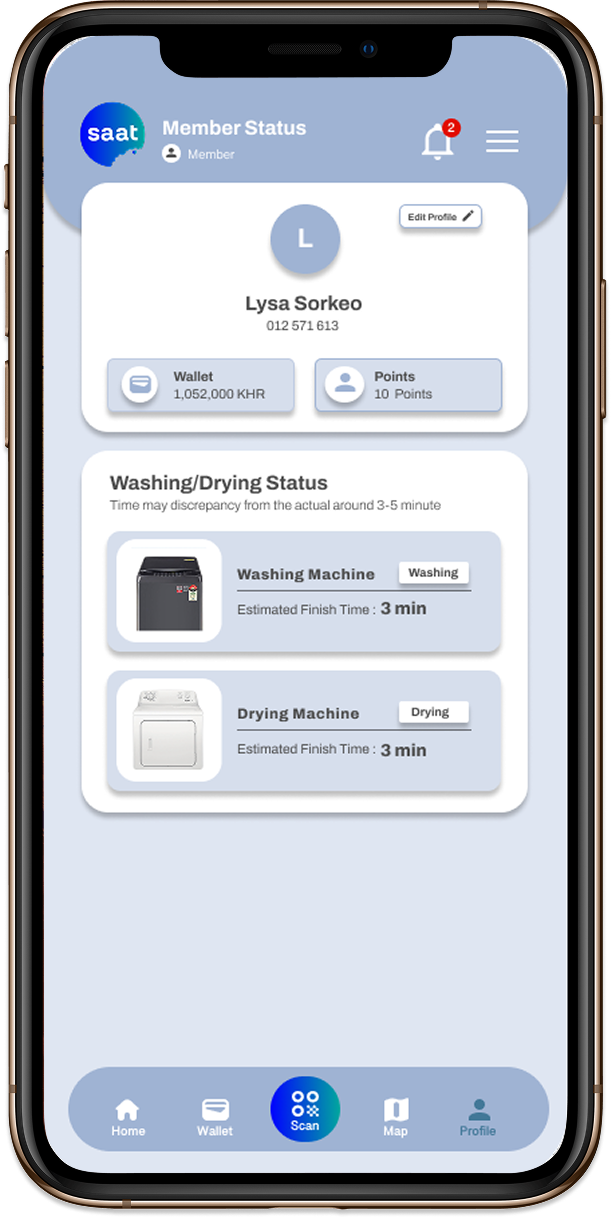 saat
Member Status
Member
2
Edit Profile
L
Lysa Sorkeo
012 571 613
Wallet
1,052,000 KHR
Points
10 Points
Washing/Drying Status
Time may discrepancy from the actual around 3-5 minute
Washing Machine
Washing
Estimated Finish Time : 3 min
Drying Machine
Drying
Estimated Finish Time : 3 min
Home
Wallet
Scan
Map
Profile